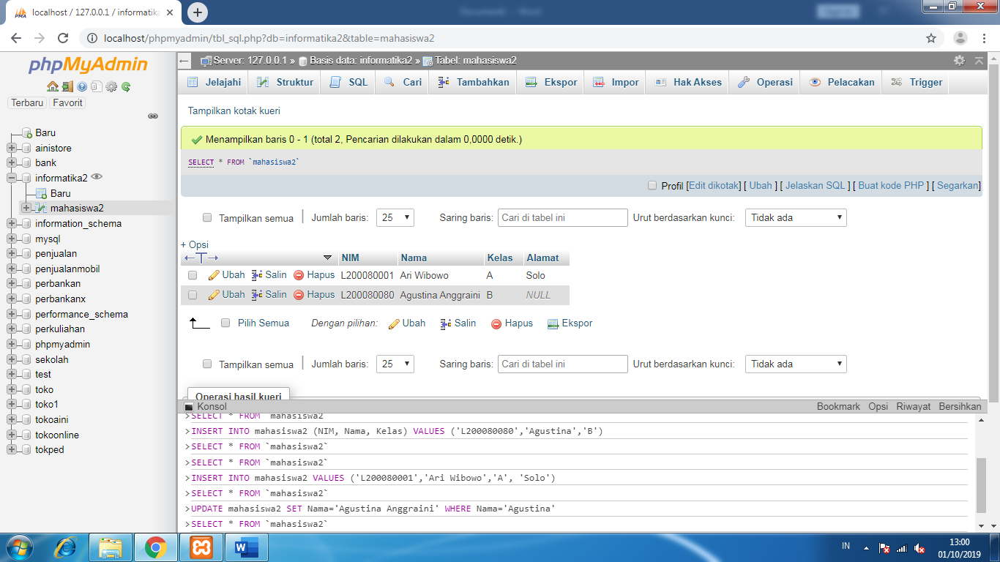 localhost / 127.0.0.1 / informatika
localhost/phpmyadmin/tbl_sql.php?db=informatika2&table=mahasiswa2
phpMyAdmin
Terbaru Favorit
Baru
ainistore
bank
informatika2
Baru
mahasiswa2
information_schema
mysql
penjualan
penjualanmobil
perbankan
perbankanx
performance_schema
perkuliahan
phpmyadmin
sekolah
test
toko
toko1
tokoaini
tokoonline
tokped
Server: 127.0.0.1 » Basis data: informatika2 » Tabel: mahasiswa2
Jelajahi Struktur SQL Cari Tambahkan Ekspor Impor Hak Akses Operasi Pelacakan Trigger
Tampilkan kotak kueri
Menampilkan baris 0 - 1 (total 2, Pencarian dilakukan dalam 0,0000 detik.)
SELECT * FROM `mahasiswa2`
Profil [Edit dikotak] [ Ubah ] [ Jelaskan SQL ] [ Buat kode PHP ] [ Segarkan]
Tampilkan semua | Jumlah baris: 25 Saring baris: Cari di tabel ini Urut berdasarkan kunci: Tidak ada
+ Opsi
←T→ NIM Nama Kelas Alamat
Ubah Salin Hapus L200080001 Ari Wibowo A Solo
Ubah Salin Hapus L200080080 Agustina Anggraini B NULL
Pilih Semua Dengan pilihan: Ubah Salin Hapus Ekspor
Tampilkan semua | Jumlah baris: 25 Saring baris: Cari di tabel ini Urut berdasarkan kunci: Tidak ada
Operasi hasil kueri
Konsol Bookmark Opsi Riwayat Bersihkan
>SELECT * FROM `mahasiswa2`
>INSERT INTO mahasiswa2 (NIM, Nama, Kelas) VALUES ('L200080080','Agustina','B')
>SELECT * FROM `mahasiswa2`
>SELECT * FROM `mahasiswa2`
>INSERT INTO mahasiswa2 VALUES ('L200080001','Ari Wibowo','A', 'Solo')
>SELECT * FROM `mahasiswa2`
>UPDATE mahasiswa2 SET Nama='Agustina Anggraini' WHERE Nama='Agustina'
>SELECT * FROM `mahasiswa2`
IN 13:00
01/10/2019